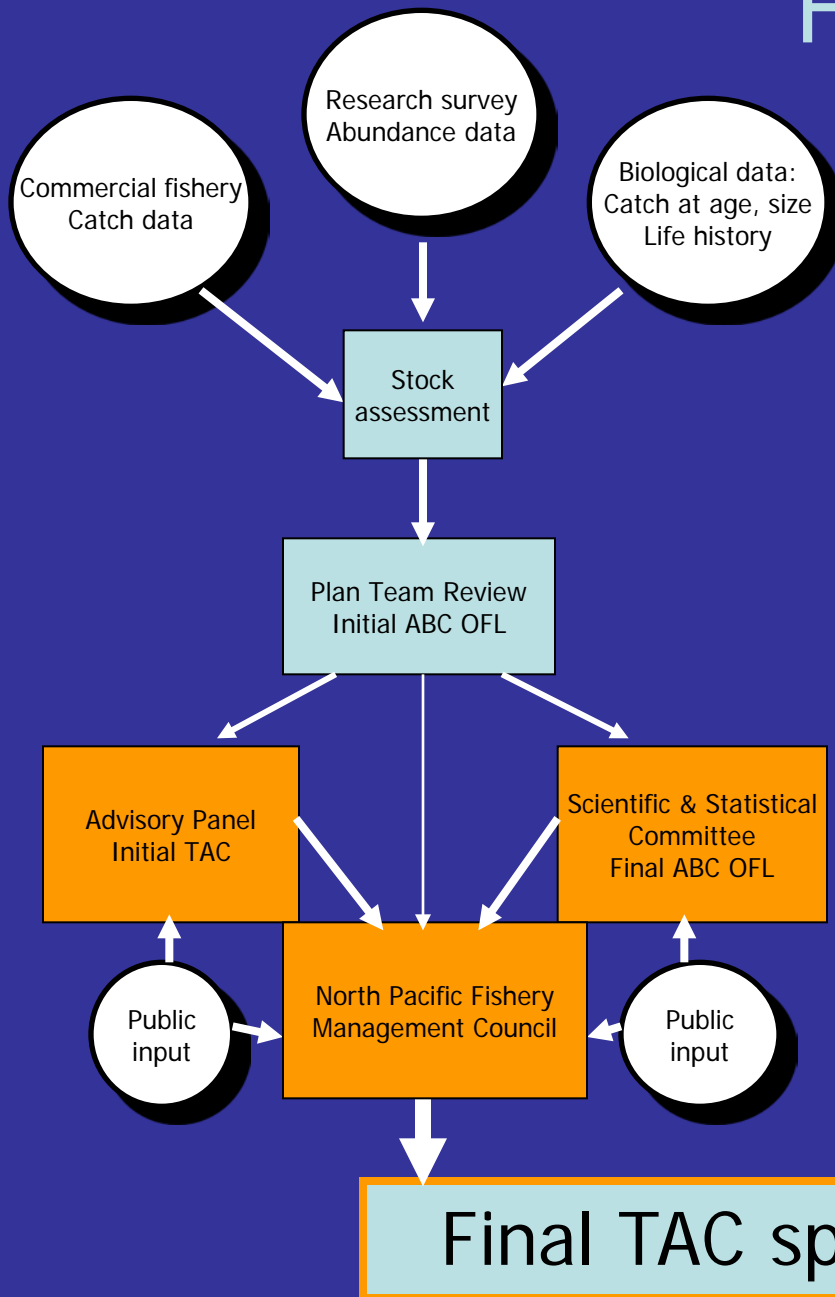 Research survey
Abundance data
Commercial fishery
Catch data
Biological data:
Catch at age, size
Life history
Stock
assessment
Plan Team Review
Initial ABC OFL
Advisory Panel
Initial TAC
Scientific & Statistical
Committee
Final ABC OFL
North Pacific Fishery
Management Council
Public
input
Public
input
Final TAC sp